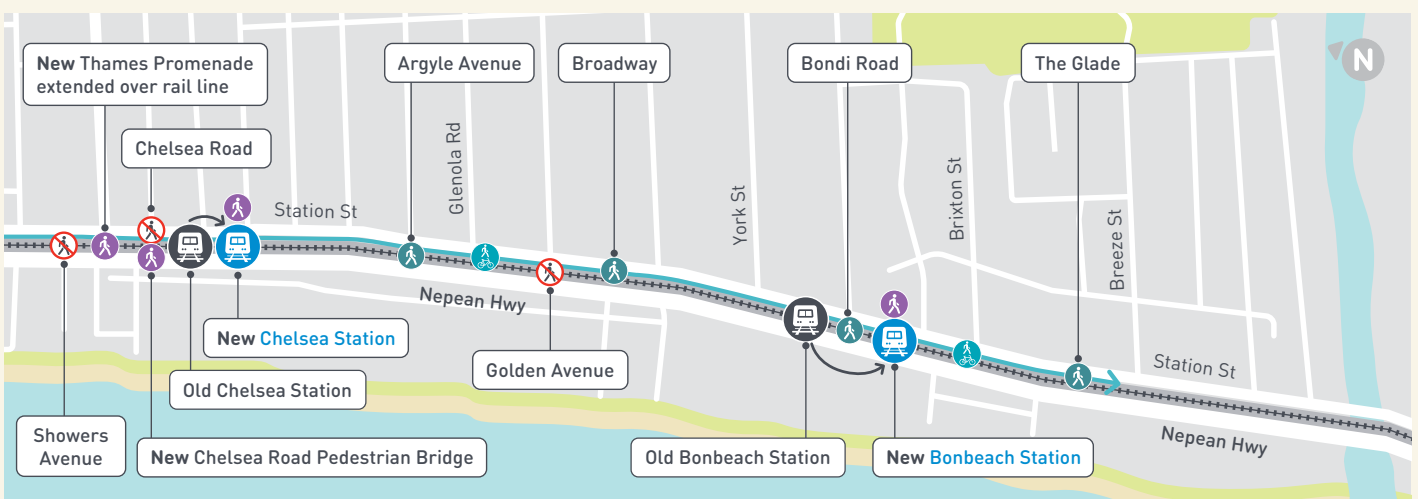 New Thames Promenade
extended over rail line
Argyle Avenue
Broadway
Bondi Road
The Glade
N
Chelsea Road
Glenola Rd
York St
Brixton St
Breeze St
Station St
Nepean Hwy
New Chelsea Station
Old Chelsea Station
Golden Avenue
Station St
Showers
Avenue
New Chelsea Road Pedestrian Bridge
Old Bonbeach Station
New Bonbeach Station
Nepean Hwy